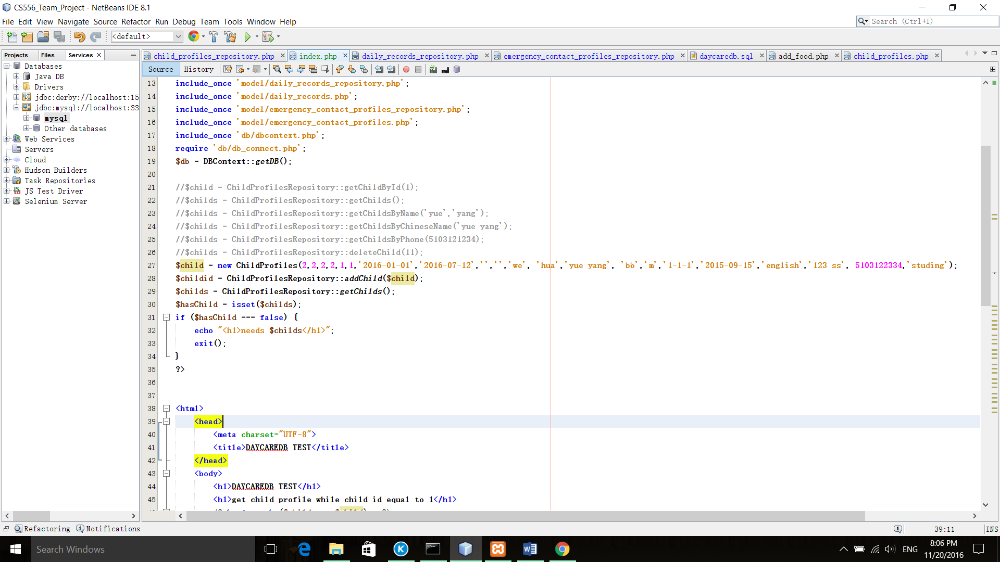 CS556_Team_Project - NetBeans IDE 8.1
File Edit View Navigate Source Refactor Run Debug Team Tools Window Help
Search (Ctrl+I)
<default>
Projects Files Services
child_profiles_repository.php index.php daily_records_repository.php emergency_contact_profiles_repository.php daycaredb.sql add_food.php child_profiles.php
Source History
Databases
Java DB
Drivers
jdbc:derby://localhost:15
jdbc:mysql://localhost:33
mysql
Other databases
Web Services
Servers
Cloud
Hudson Builders
Task Repositories
JS Test Driver
Selenium Server
13 include_once 'model/daily_records_repository.php';
14 include_once 'model/daily_records.php';
15 include_once 'model/emergency_contact_profiles_repository.php';
16 include_once 'model/emergency_contact_profiles.php';
17 include_once 'db/dbcontext.php';
18 require 'db/db_connect.php';
19 $db = DBContext::getDB();
20
21 //$child = ChildProfilesRepository::getChildById(1);
22 //$childs = ChildProfilesRepository::getChilds();
23 //$childs = ChildProfilesRepository::getChildsByName('yue','yang');
24 //$childs = ChildProfilesRepository::getChildsByChineseName('yue yang');
25 //$childs = ChildProfilesRepository::getChildsByPhone(5103121234);
26 //$childs = ChildProfilesRepository::deleteChild(11);
27 $child = new ChildProfiles(2,2,2,2,1,1,'2016-01-01','2016-07-12','','','we', 'hua','yue yang', 'bb','m','1-1-1','2015-09-15','english','123 ss', 5103122334,'studing');
28 $childid = ChildProfilesRepository::addChild($child);
29 $childs = ChildProfilesRepository::getChilds();
30 $hasChild = isset($childs);
31 if ($hasChild === false) {
32 echo "<h1>needs $childs</h1>";
33 exit();
34 }
35 ?>
36
37
38 <html>
39 <head>
40 <meta charset="UTF-8">
41 <title>DAYCAREDB TEST</title>
42 </head>
43 <body>
44 <h1>DAYCAREDB TEST</h1>
45 <h1>get child profile while child id equal to 1</h1>
Refactoring Notifications
39:11 INS
Search Windows
ENG
8:06 PM
11/20/2016